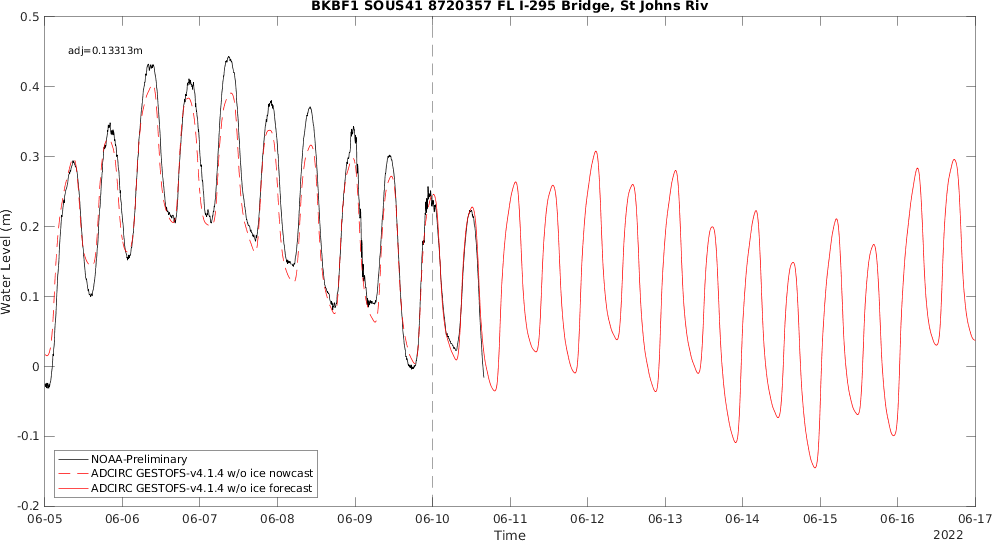 BKBF1 SOUS41 8720357 FL I-295 Bridge, St Johns Riv
adj=0.13313m
0.5
0.4
0.3
0.2
0.1
0
-0.1
-0.2
Water Level (m)
NOAA-Preliminary
ADCIRC GESTOFS-v4.1.4 w/o ice nowcast
ADCIRC GESTOFS-v4.1.4 w/o ice forecast
06-05 06-06 06-07 06-08 06-09 06-10 06-11 06-12 06-13 06-14 06-15 06-16 06-17
Time
2022